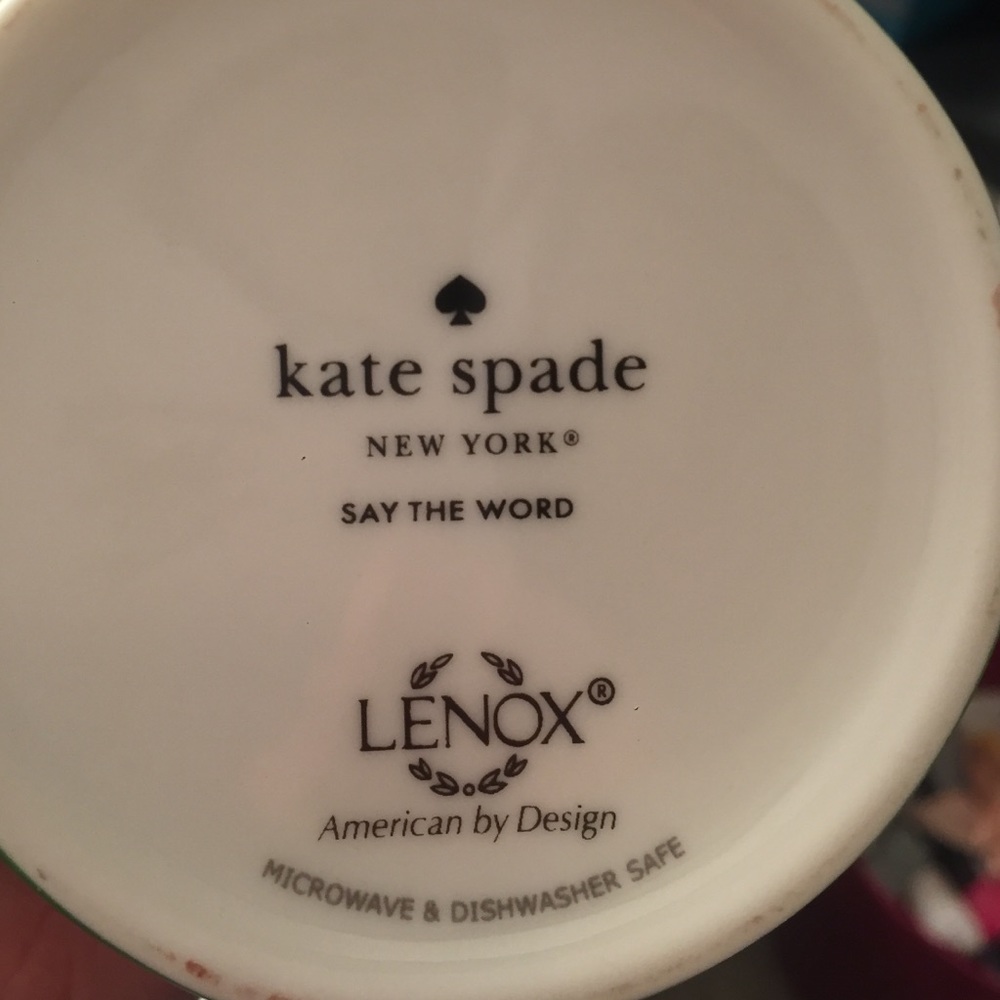 kate spade
NEW YORK®
SAY THE WORD
LENOX®
American by Design
MICROWAVE & DISHWASHER SAFE